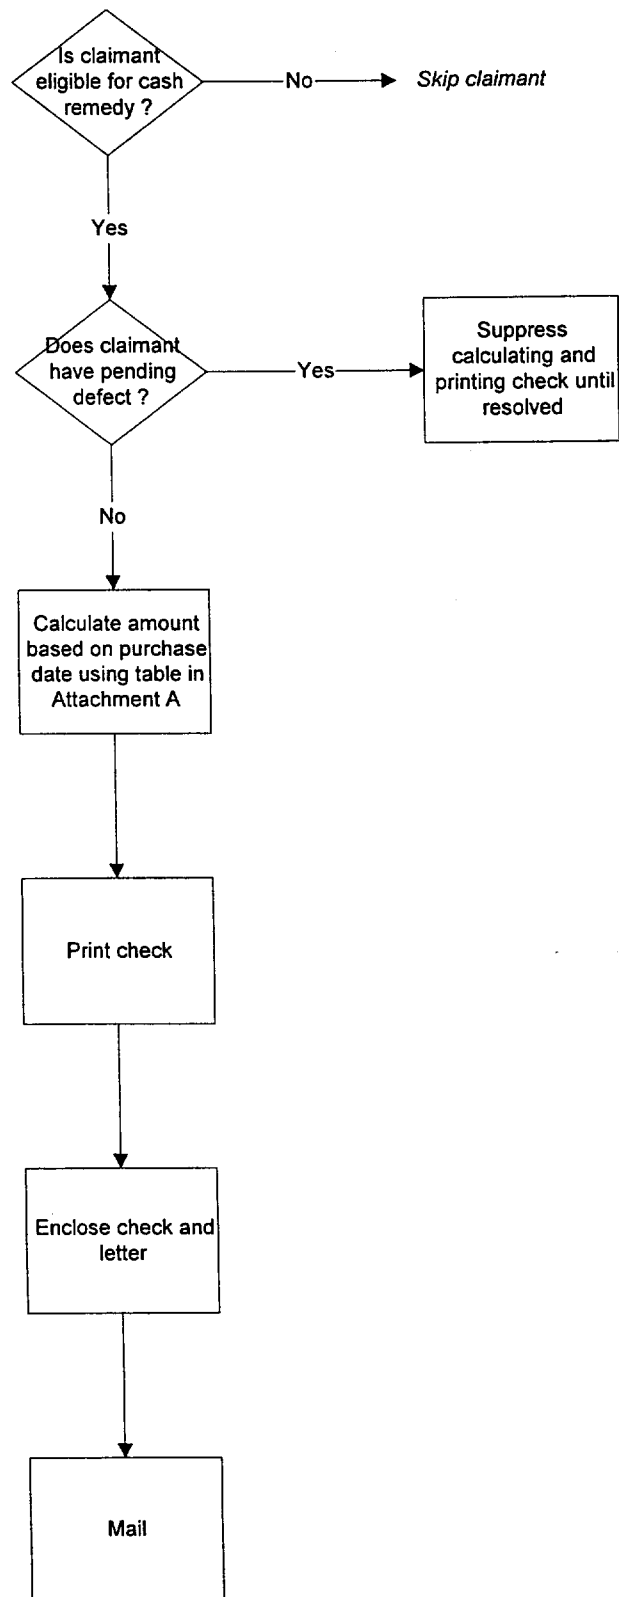 Is claimant
eligible for cash
remedy ?
No
Skip claimant
Yes
Does claimant
have pending
defect ?
Yes
Suppress
calculating and
printing check until
resolved
No
Calculate amount
based on purchase
date using table in
Attachment A
Print check
Enclose check and
letter
Mail